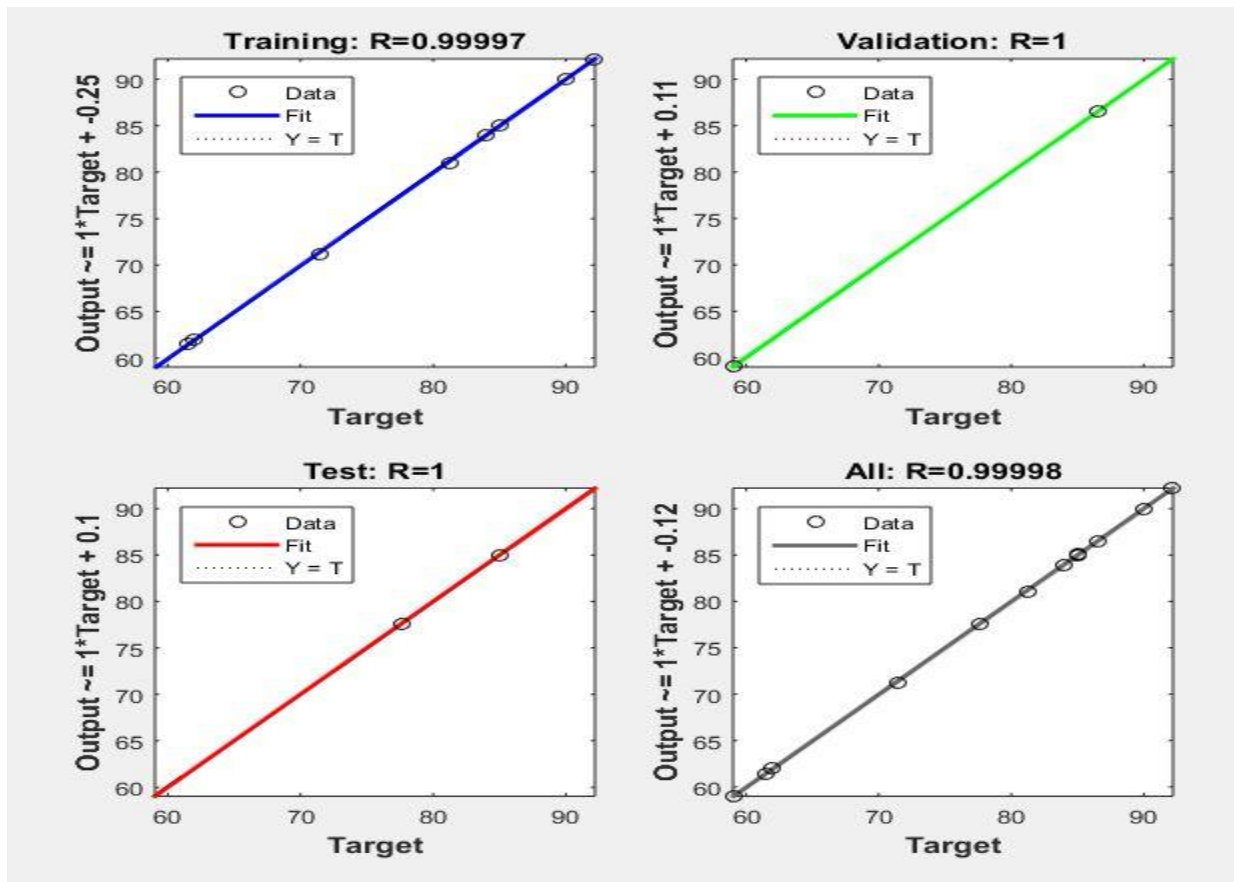 Training: R=0.99997
Output ~= 1*Target + -0.25
Data
Fit
Y = T
90
85
80
75
70
65
60
60 70 80 90
Target
Validation: R=1
Output ~= 1*Target + 0.11
Data
Fit
Y = T
90
85
80
75
70
65
60
60 70 80 90
Target
Test: R=1
Output ~= 1*Target + 0.1
Data
Fit
Y = T
90
85
80
75
70
65
60
60 70 80 90
Target
All: R=0.99998
Output ~= 1*Target + -0.12
Data
Fit
Y = T
90
85
80
75
70
65
60
60 70 80 90
Target